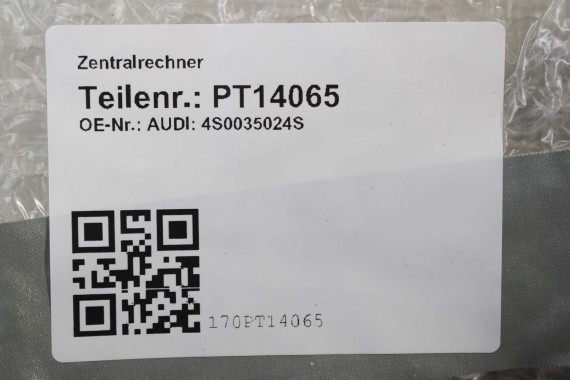 Zentralrechner
Teilenr.: PT14065
OE-Nr.: AUDI: 4S0035024S
170PT14065